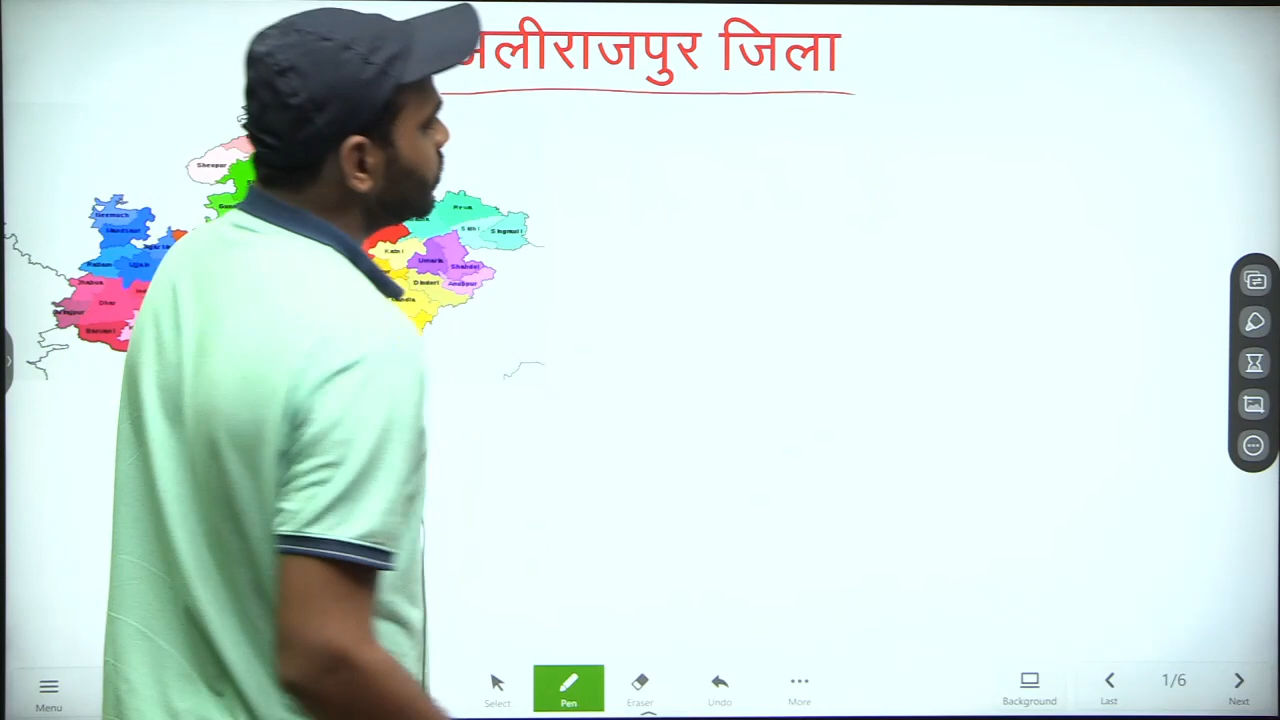 अलीराजपुर जिला
Sheopur
Neemuch
Mandsaur
Rewa
Sidhi
Singrauli
Katni
Umaria
Shahdol
Ratlam
Ujjain
Jhabua
Dindori
Anuppur
Dhar
Mandla
Barwani
Select
Pen
Eraser
Undo
More
Background
Last
1/6
Next
Menu